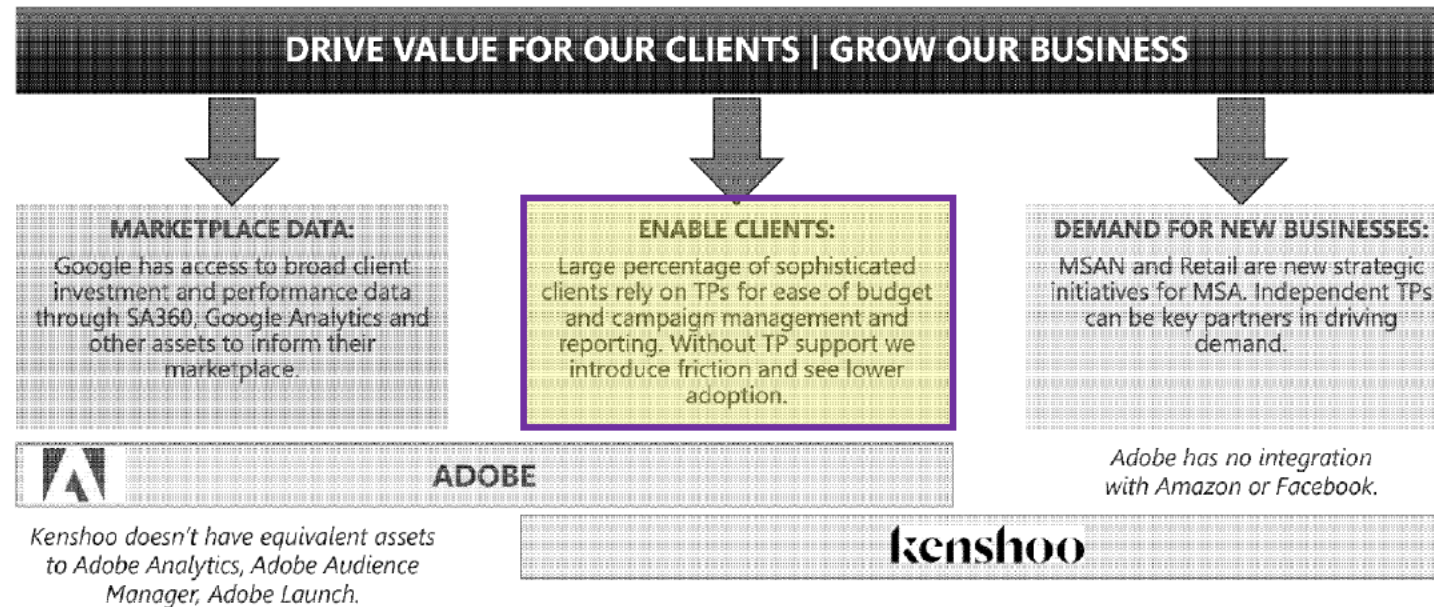 DRIVE VALUE FOR OUR CLIENTS | GROW OUR BUSINESS
MARKETPLACE DATA:
Google has access to broad client
investment and performance data
through SA360, Google Analytics and
other assets to inform their
marketplace.
ENABLE CLIENTS:
Large percentage of sophisticated
clients rely on TPs for ease of budget
and campaign management and
reporting. Without TP support we
introduce friction and see lower
adoption.
DEMAND FOR NEW BUSINESSES:
MSAN and Retail are new strategic
initiatives for MSA. Independent TPs
can be key partners in driving
demand.
ADOBE
Adobe has no integration
with Amazon or Facebook.
Kenshoo doesn't have equivalent assets
to Adobe Analytics, Adobe Audience
Manager, Adobe Launch.
kenshoo